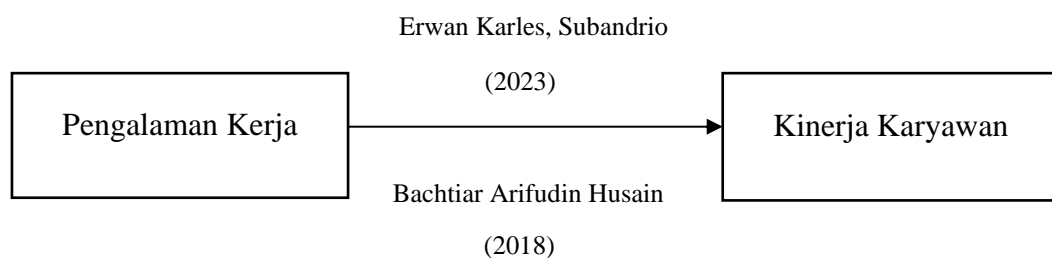 Erwan Karles, Subandrio
(2023)
Pengalaman Kerja
Kinerja Karyawan
Bachtiar Arifudin Husain
(2018)